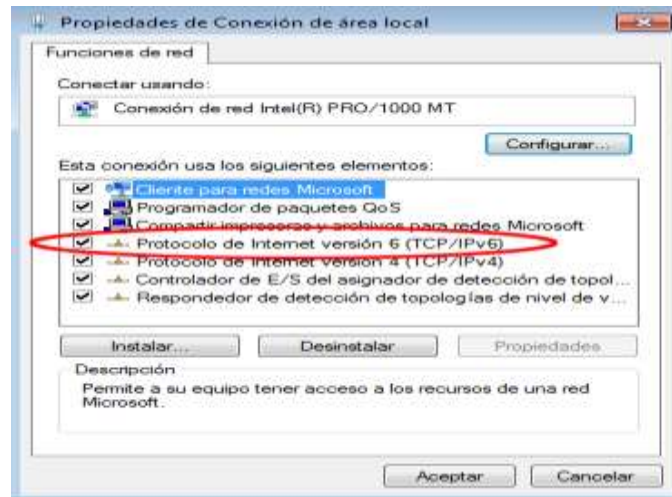 Propiedades de Conexión de área local
Funciones de red
Conectar usando:
Conexión de red Intel(R) PRO/1000 MT
Configurar...
Esta conexión usa los siguientes elementos:
Cliente para redes Microsoft
Programador de paquetes QoS
Compartir impresoras y archivos para redes Microsoft
Protocolo de Internet versión 6 (TCP/IPv6)
Protocolo de Internet versión 4 (TCP/IPv4)
Controlador de E/S del asignador de detección de topol...
Respondedor de detección de topologías de nivel de v...
Instalar...
Desinstalar
Propiedades
Descripción
Permite a su equipo tener acceso a los recursos de una red
Microsoft.
Aceptar
Cancelar